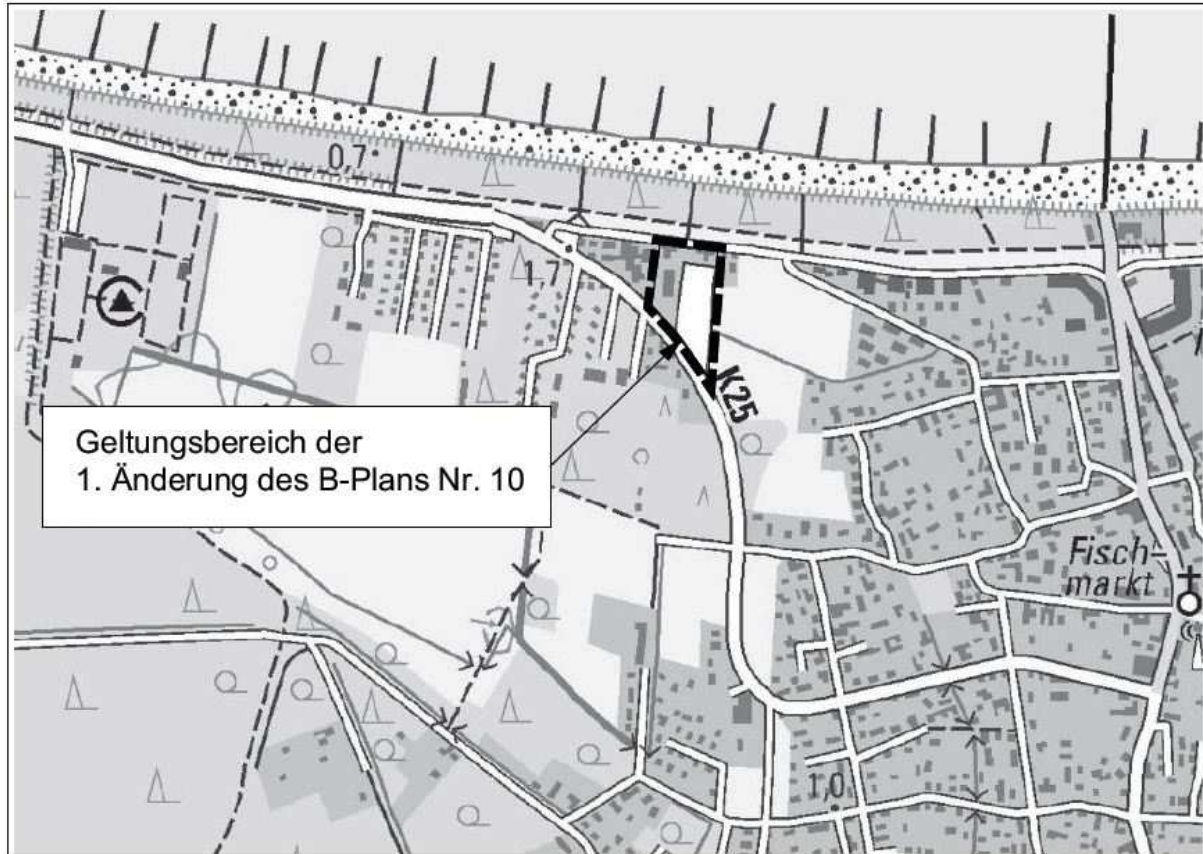 0,7
1,7
K25
Geltungsbereich der
1. Änderung des B-Plans Nr. 10
Fisch-
markt
1,0